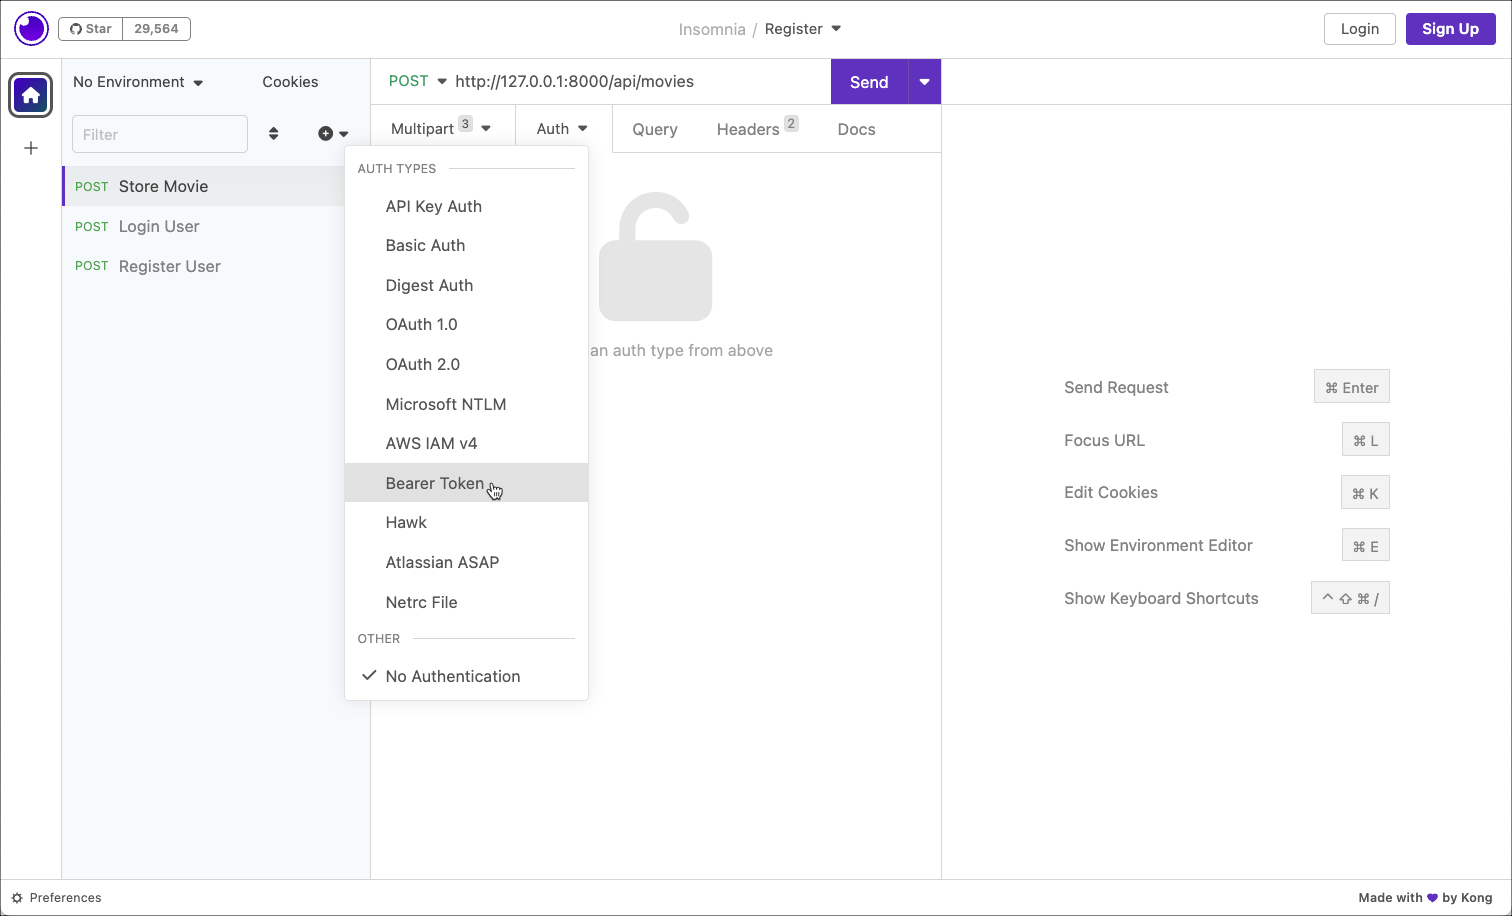 Star 29,564
Insomnia / Register
Login
Sign Up
No Environment
Cookies
Filter
POST Store Movie
POST Login User
POST Register User
POST http://127.0.0.1:8000/api/movies
Send
Multipart 3
Auth
Query
Headers 2
Docs
AUTH TYPES
API Key Auth
Basic Auth
Digest Auth
OAuth 1.0
OAuth 2.0
Microsoft NTLM
AWS IAM v4
Bearer Token
Hawk
Atlassian ASAP
Netrc File
OTHER
No Authentication
an auth type from above
Send Request ⌘ Enter
Focus URL ⌘ L
Edit Cookies ⌘ K
Show Environment Editor ⌘ E
Show Keyboard Shortcuts ^ ⇧ ⌘ /
Preferences
Made with 💜 by Kong